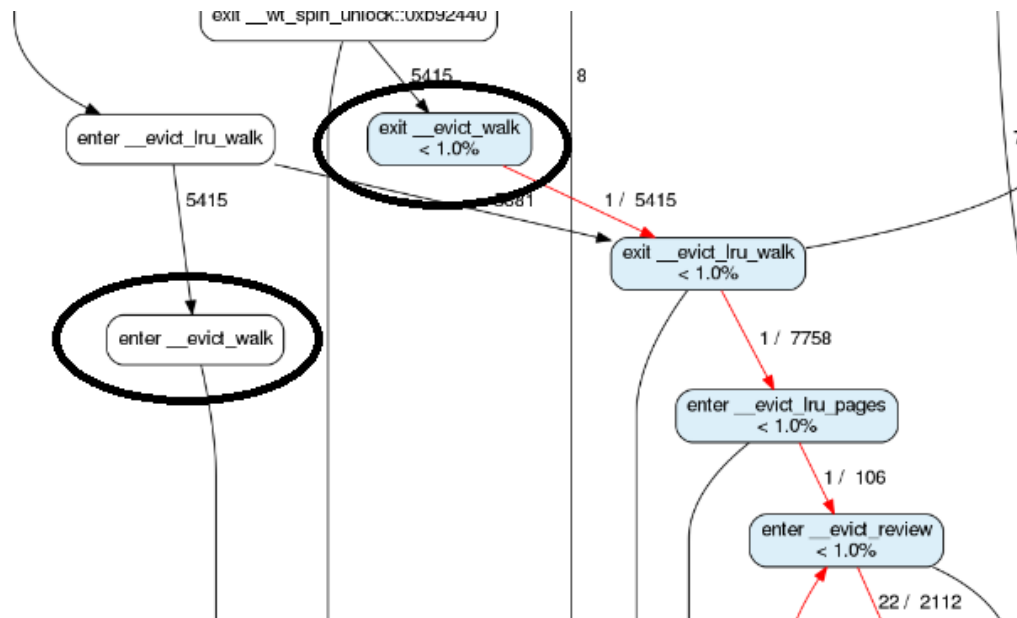 exit __wt_spin_unlock::0xb92440
5415
8
enter __evict_lru_walk
exit __evict_walk
< 1.0%
5415
1 / 5415
exit __evict_lru_walk
< 1.0%
enter __evict_walk
1 / 7758
enter __evict_lru_pages
< 1.0%
1 / 106
enter __evict_review
< 1.0%
22 / 2112